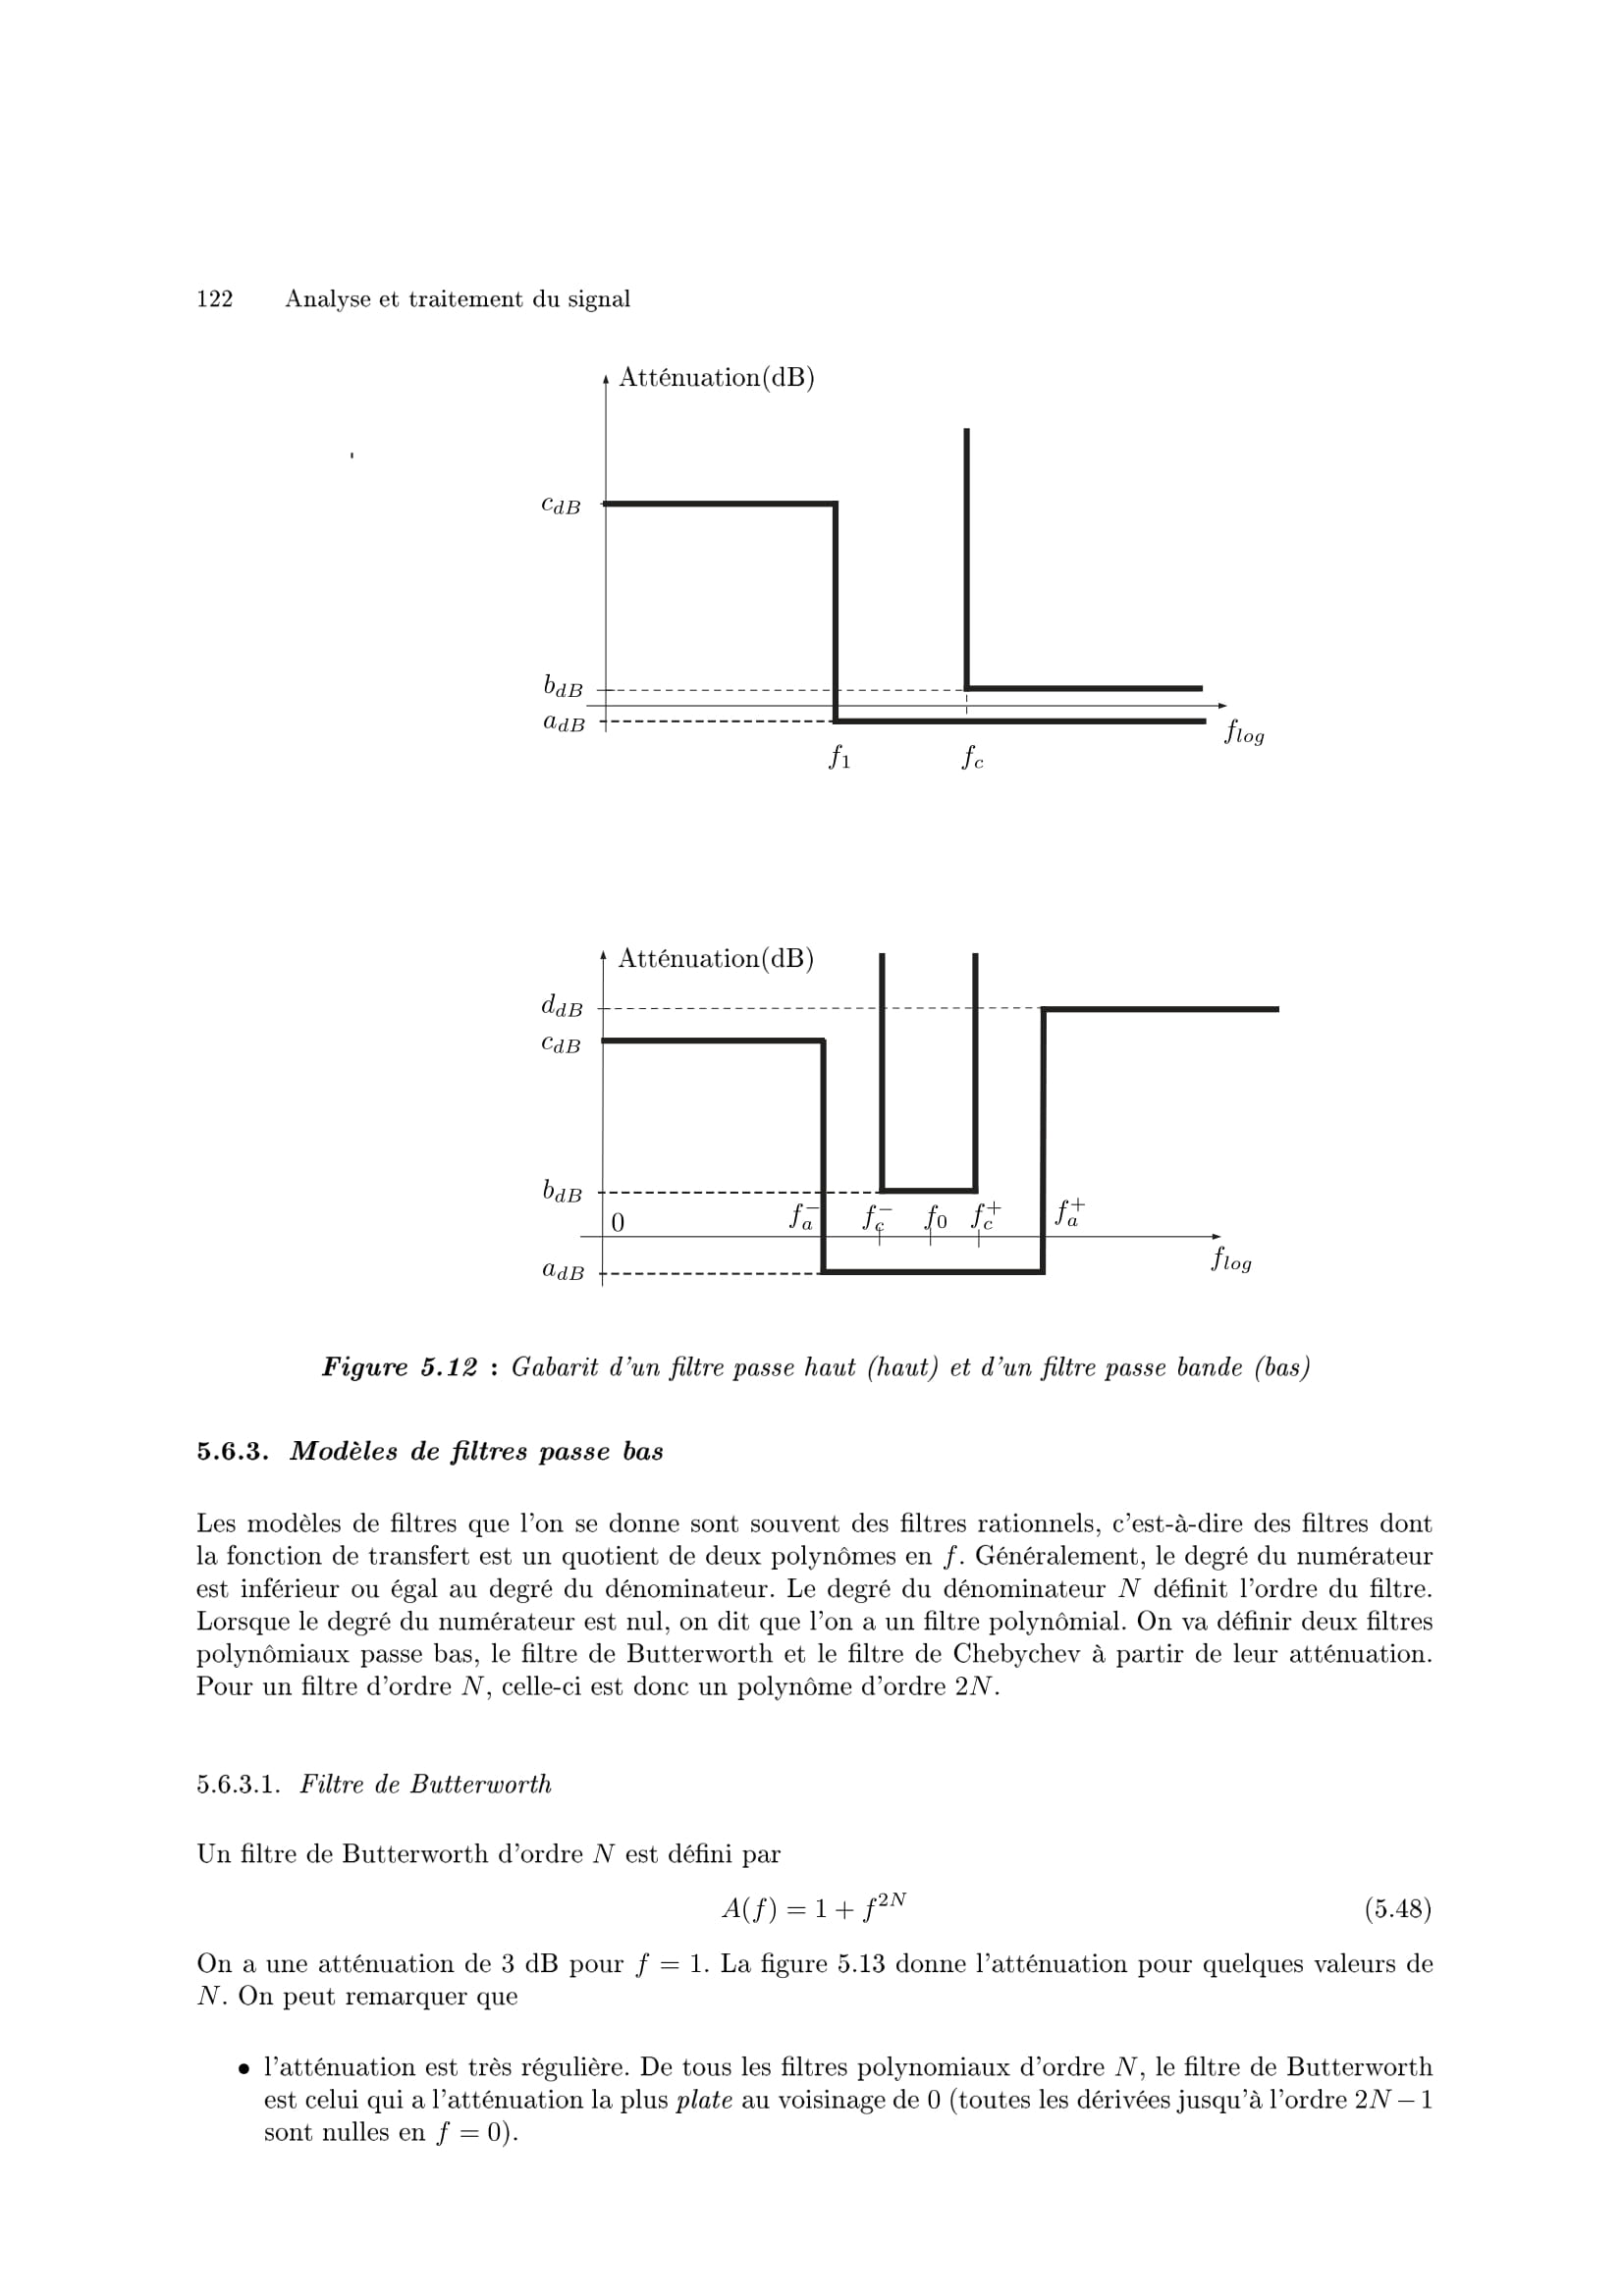 122 Analyse et traitement du signal
Atténuation(dB)
c_{dB}
b_{dB}
a_{dB}
f_{log}
f_1 f_c
Atténuation(dB)
d_{dB}
c_{dB}
b_{dB}
0 f_a^- f_c^- f_0 f_c^+ f_a^+
f_{log}
a_{dB}
Figure 5.12 : Gabarit d'un filtre passe haut (haut) et d'un filtre passe bande (bas)
5.6.3. Modèles de filtres passe bas
Les modèles de filtres que l'on se donne sont souvent des filtres rationnels, c'est-à-dire des filtres dont
la fonction de transfert est un quotient de deux polynômes en f. Généralement, le degré du numérateur
est inférieur ou égal au degré du dénominateur. Le degré du dénominateur N définit l'ordre du filtre.
Lorsque le degré du numérateur est nul, on dit que l'on a un filtre polynômial. On va définir deux filtres
polynômiaux passe bas, le filtre de Butterworth et le filtre de Chebychev à partir de leur atténuation.
Pour un filtre d'ordre N, celle-ci est donc un polynôme d'ordre 2N.
5.6.3.1. Filtre de Butterworth
Un filtre de Butterworth d'ordre N est défini par
A(f) = 1 + f^{2N} (5.48)
On a une atténuation de 3 dB pour f = 1. La figure 5.13 donne l'atténuation pour quelques valeurs de
N. On peut remarquer que
• l'atténuation est très régulière. De tous les filtres polynomiaux d'ordre N, le filtre de Butterworth
est celui qui a l'atténuation la plus plate au voisinage de 0 (toutes les dérivées jusqu'à l'ordre 2N − 1
sont nulles en f = 0).